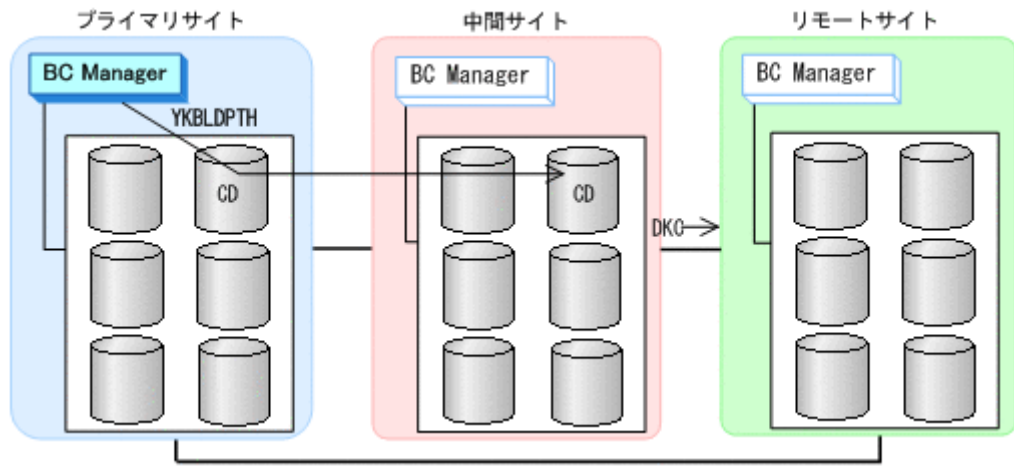 プライマリサイト
中間サイト
リモートサイト
BC Manager
BC Manager
BC Manager
YKBLDPTH
CD
CD
DKC